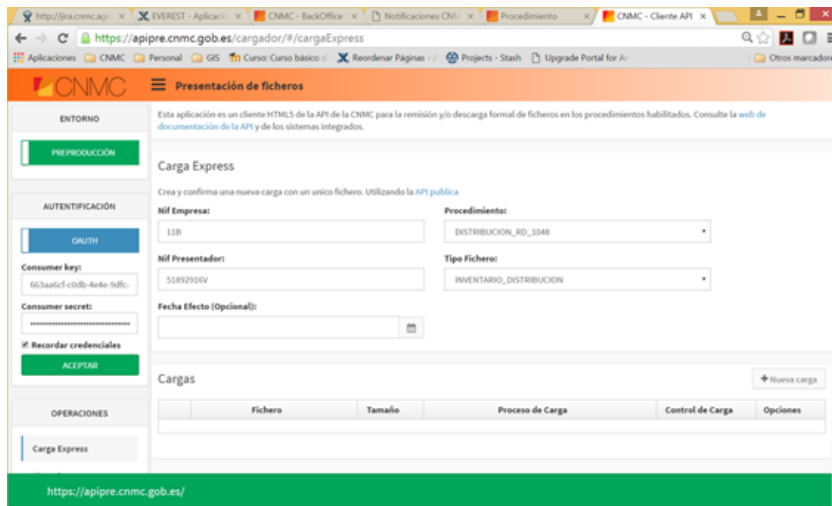 http://jira.cnmc.age
EVEREST - Aplicació
CNMC - BackOffice
Notificaciones CNM
Procedimiento
CNMC - Cliente API
https://apipre.cnmc.gob.es/cargador/#/cargaExpress
Aplicaciones CNMC Personal GIS Curso: Curso básico d Reordenar Páginas - Projects - Stash Upgrade Portal for Ar Otros marcadore
CNMC Presentación de ficheros
ENTORNO
PREPRODUCCIÓN
AUTENTIFICACIÓN
OAUTH
Consumer key:
663aa6cf-c0db-4e4e-9dfc-
Consumer secret:
Recordar credenciales
ACEPTAR
OPERACIONES
Carga Express
Esta aplicación es un cliente HTML5 de la API de la CNMC para la remisión y/o descarga formal de ficheros en los procedimientos habilitados. Consulte la web de
documentación de la API y de los sistemas integrados.
Carga Express
Crea y confirma una nueva carga con un unico fichero. Utilizando la API publica
Nif Empresa: Procedimiento:
11B DISTRIBUCION_RD_1048
Nif Presentador: Tipo Fichero:
51892916V INVENTARIO_DISTRIBUCION
Fecha Efecto (Opcional):
Cargas
+ Nueva carga
Fichero Tamaño Proceso de Carga Control de Carga Opciones
https://apipre.cnmc.gob.es/